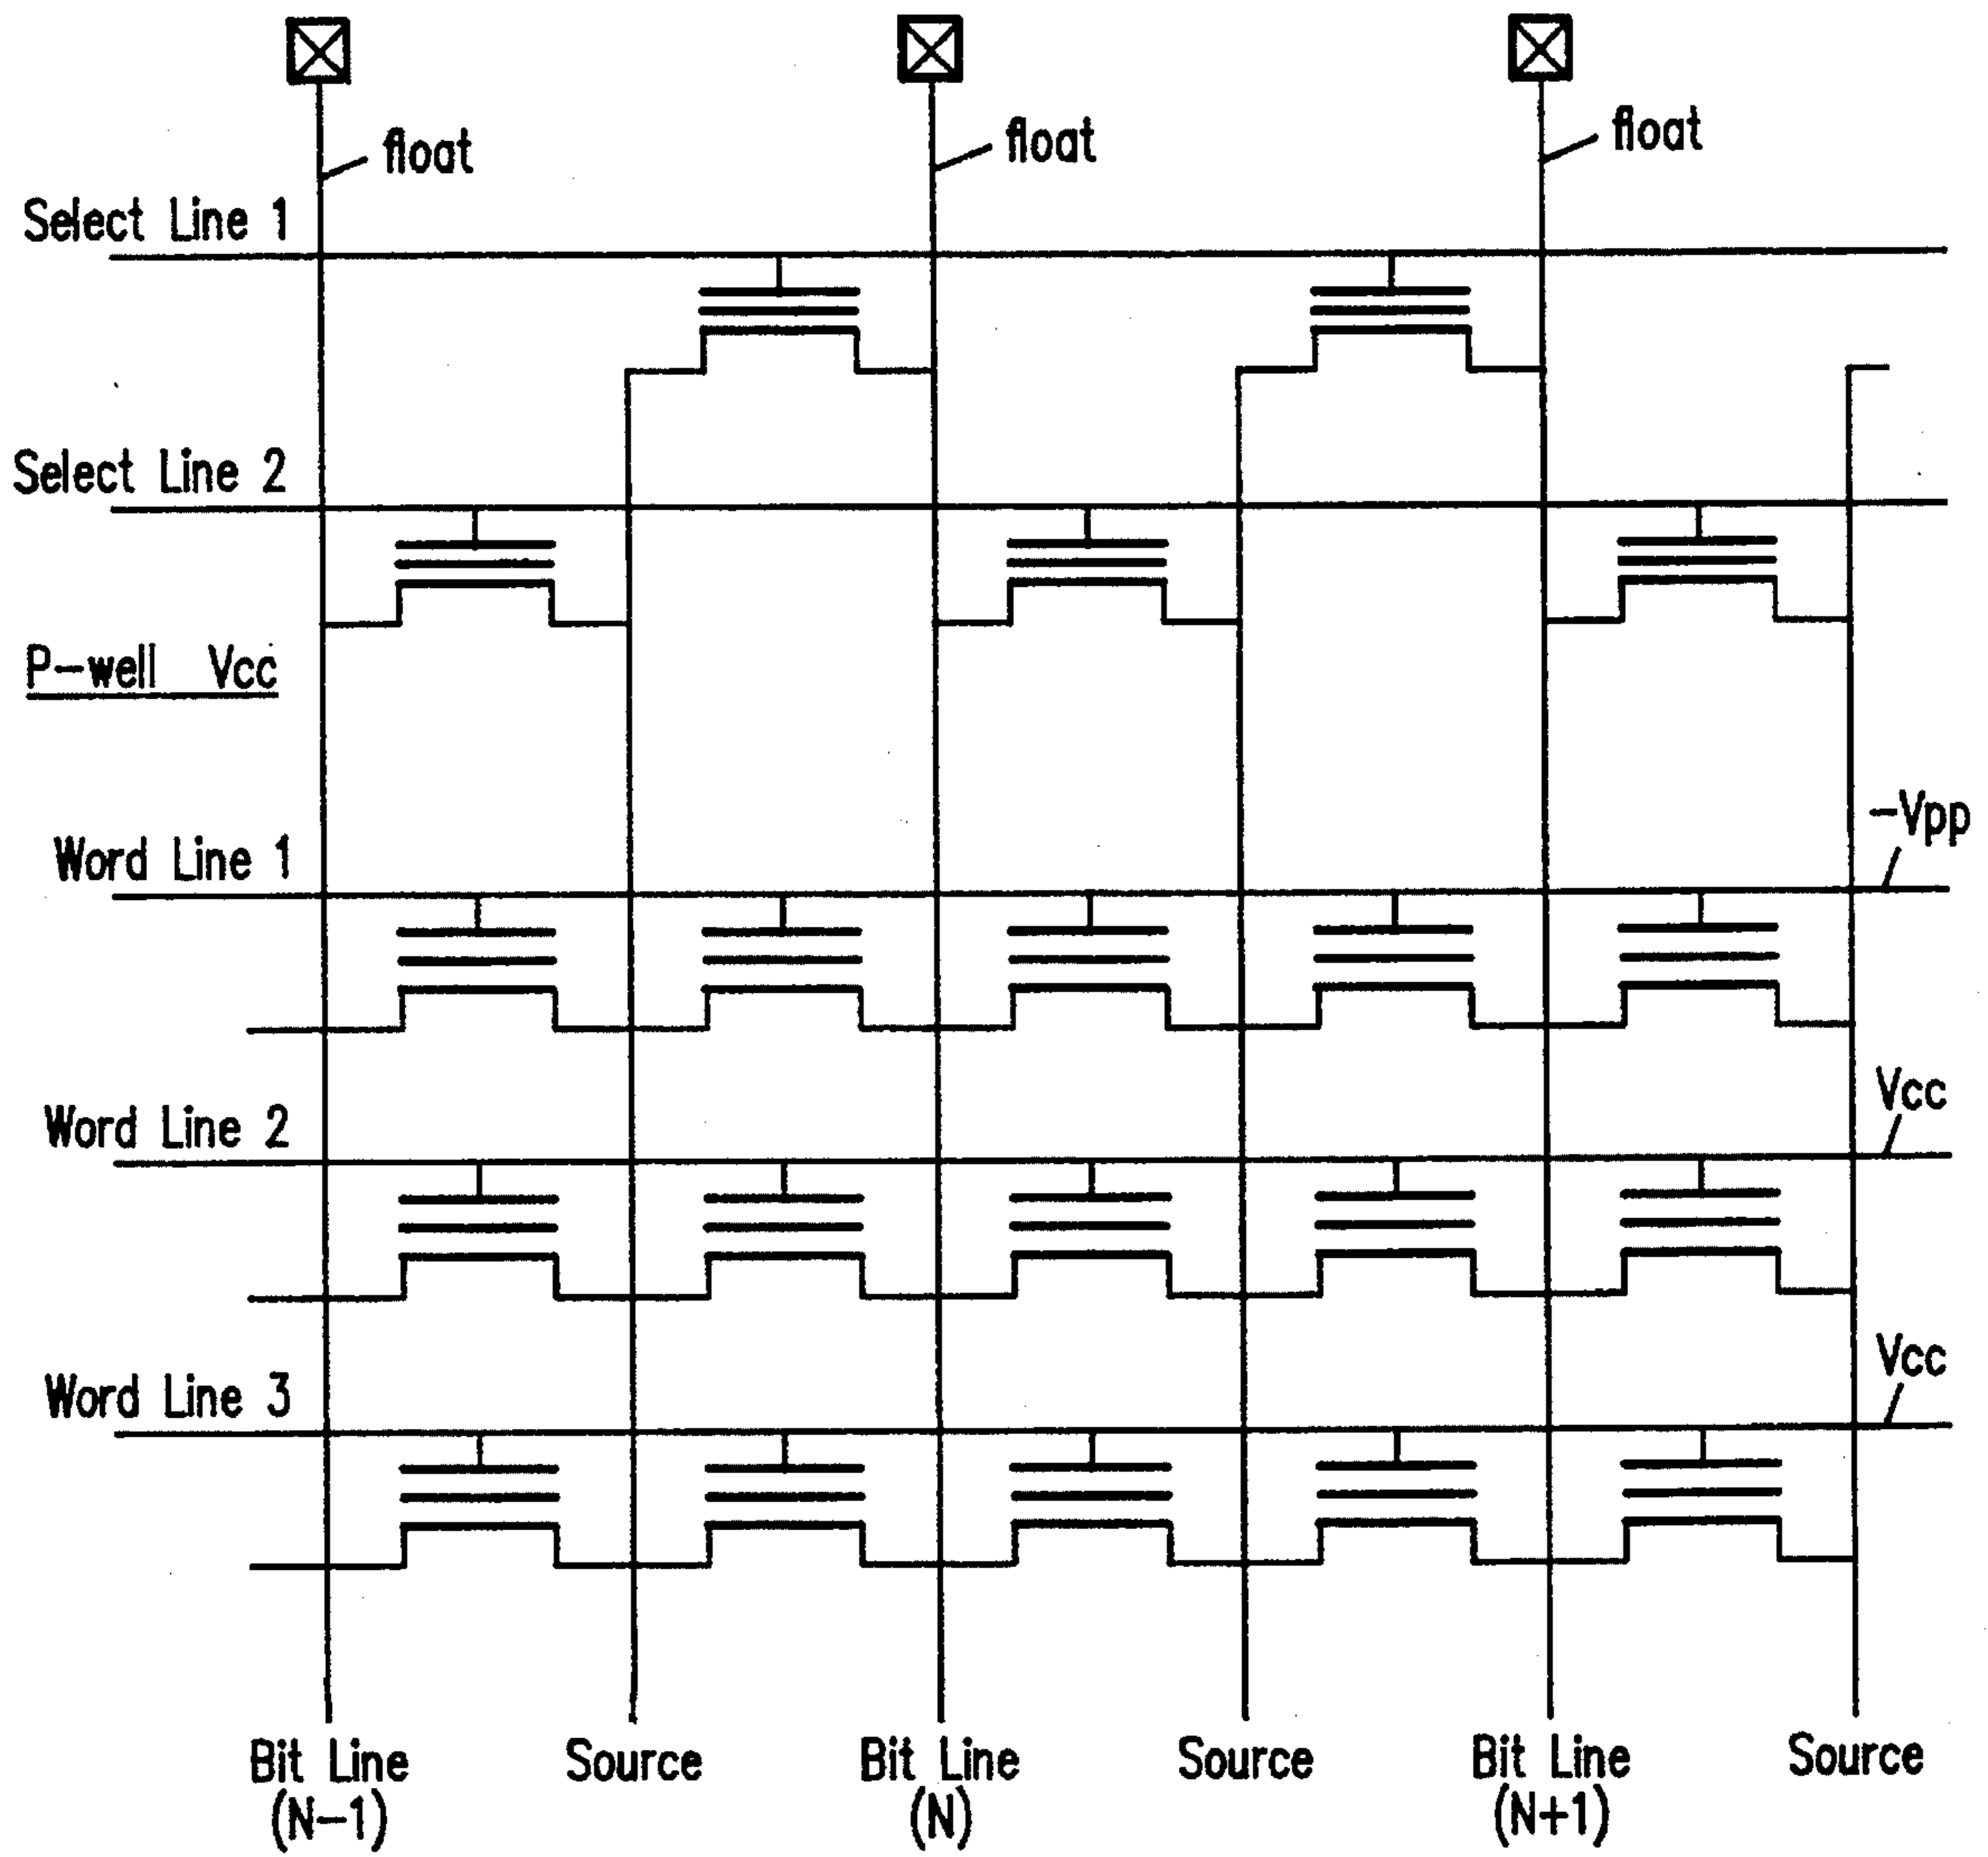 float
float
float
Select Line 1
Select Line 2
P-well Vcc
-Vpp
Word Line 1
Vcc
Word Line 2
Vcc
Word Line 3
Bit Line
(N-1)
Source
Bit Line
(N)
Source
Bit Line
(N+1)
Source